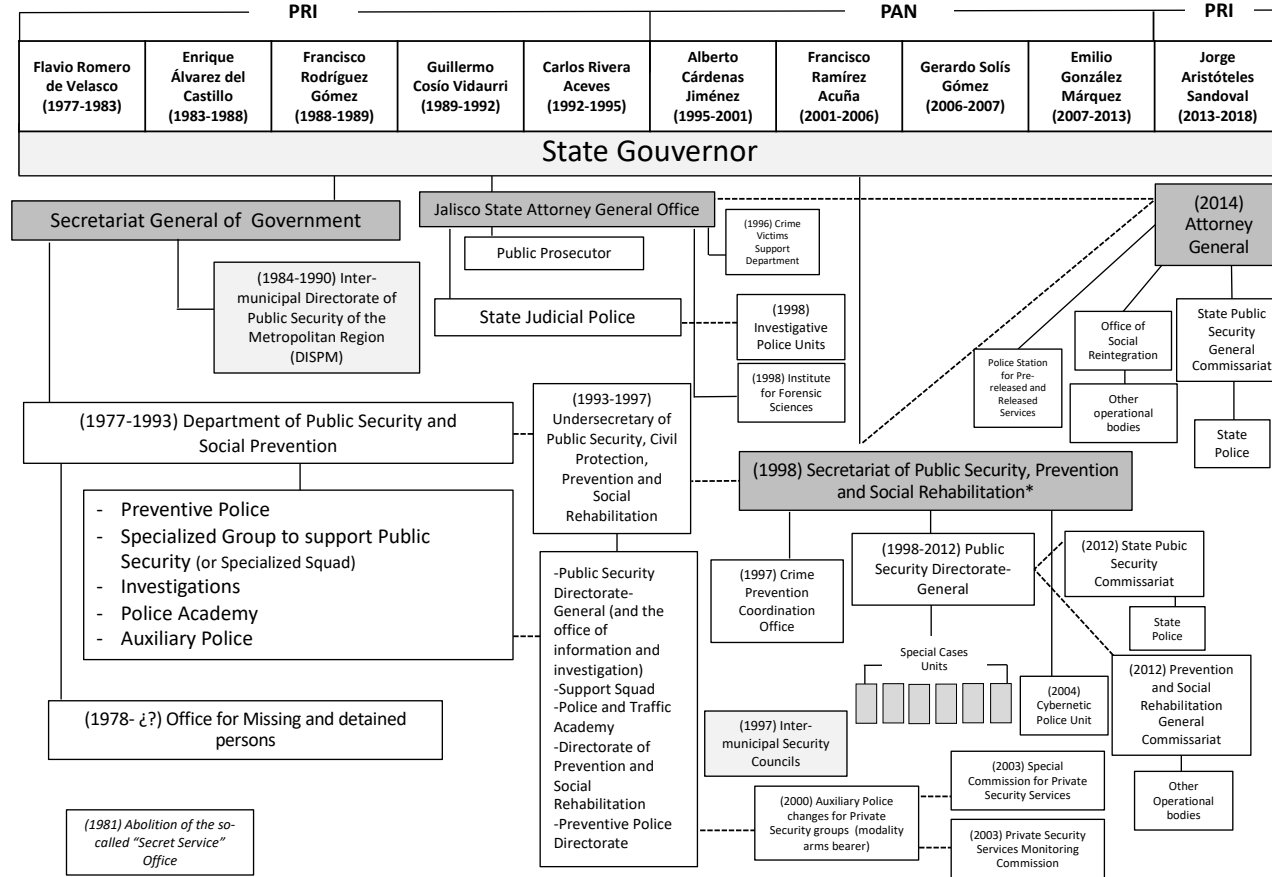 PRI
PAN
PRI
Flavio Romero
de Velasco
(1977-1983)
Enrique
Álvarez del
Castillo
(1983-1988)
Francisco
Rodríguez
Gómez
(1988-1989)
Guillermo
Cosío Vidaurri
(1989-1992)
Carlos Rivera
Aceves
(1992-1995)
Alberto
Cárdenas
Jiménez
(1995-2001)
Francisco
Ramírez
Acuña
(2001-2006)
Gerardo Solís
Gómez
(2006-2007)
Emilio
González
Márquez
(2007-2013)
Jorge
Aristóteles
Sandoval
(2013-2018)
State Gouvernor
Secretariat General of Government
Jalisco State Attorney General Office
(2014)
Attorney
General
Public Prosecutor
(1996) Crime
Victims
Support
Department
(1984-1990) Inter-
municipal Directorate of
Public Security of the
Metropolitan Region
(DISPM)
State Judicial Police
(1998)
Investigative
Police Units
(1998) Institute
for Forensic
Sciences
Police Station
for Pre-
released and
Released
Services
Office of
Social
Reintegration
Other
operational
bodies
State Public
Security
General
Commissariat
State
Police
(1977-1993) Department of Public Security and
Social Prevention
(1993-1997)
Undersecretary of
Public Security, Civil
Protection,
Prevention and
Social
Rehabilitation
(1998) Secretariat of Public Security, Prevention
and Social Rehabilitation*
- Preventive Police
- Specialized Group to support Public
Security (or Specialized Squad)
- Investigations
- Police Academy
- Auxiliary Police
-Public Security
Directorate-
General (and the
office of
information and
investigation)
-Support Squad
-Police and Traffic
Academy
-Directorate of
Prevention and
Social
Rehabilitation
-Preventive Police
Directorate
(1997) Crime
Prevention
Coordination
Office
(1998-2012) Public
Security Directorate-
General
(2012) State Pubic
Security
Commissariat
State
Police
Special Cases
Units
(2004)
Cybernetic
Police Unit
(2012) Prevention
and Social
Rehabilitation
General
Commissariat
Other
Operational
bodies
(1978- ¿?) Office for Missing and detained
persons
(1997) Inter-
municipal Security
Councils
(2003) Special
Commission for Private
Security Services
(2000) Auxiliary Police
changes for Private
Security groups (modality
arms bearer)
(2003) Private Security
Services Monitoring
Commission
(1981) Abolition of the so-
called “Secret Service”
Office